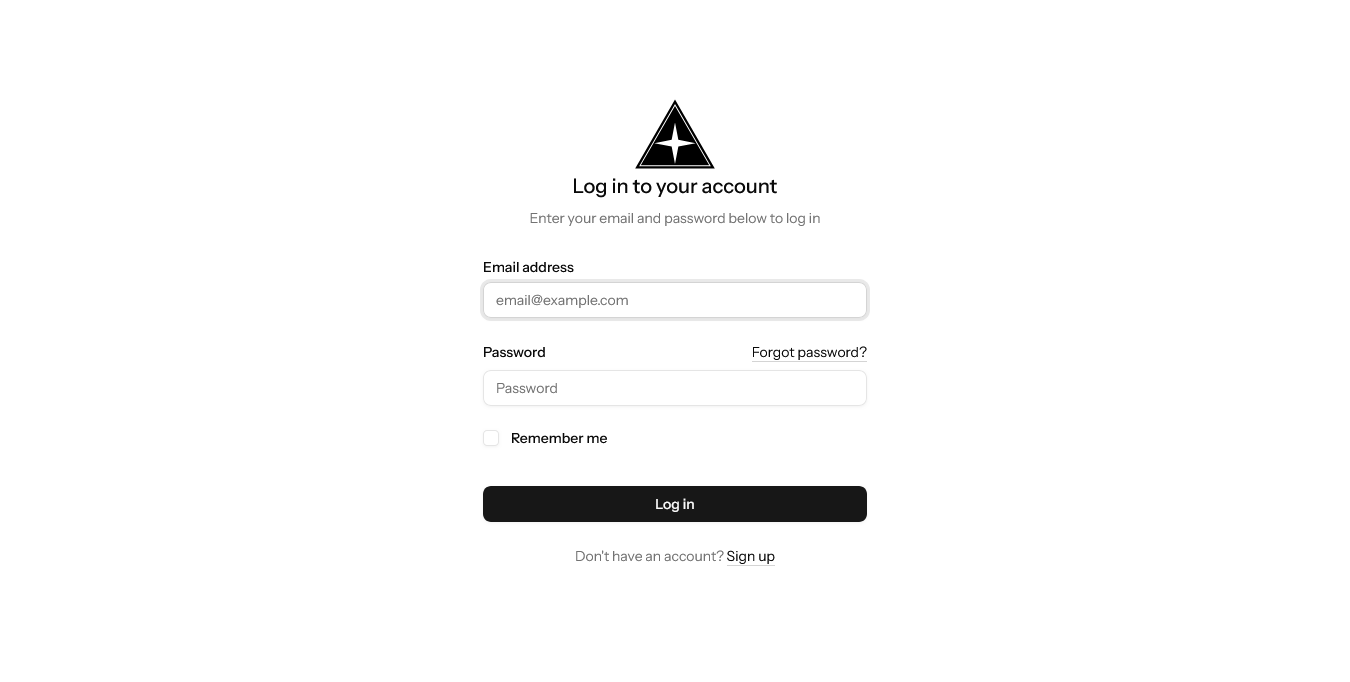 Log in to your account
Enter your email and password below to log in
Email address
email@example.com
Password
Forgot password?
Password
Remember me
Log in
Don't have an account? Sign up